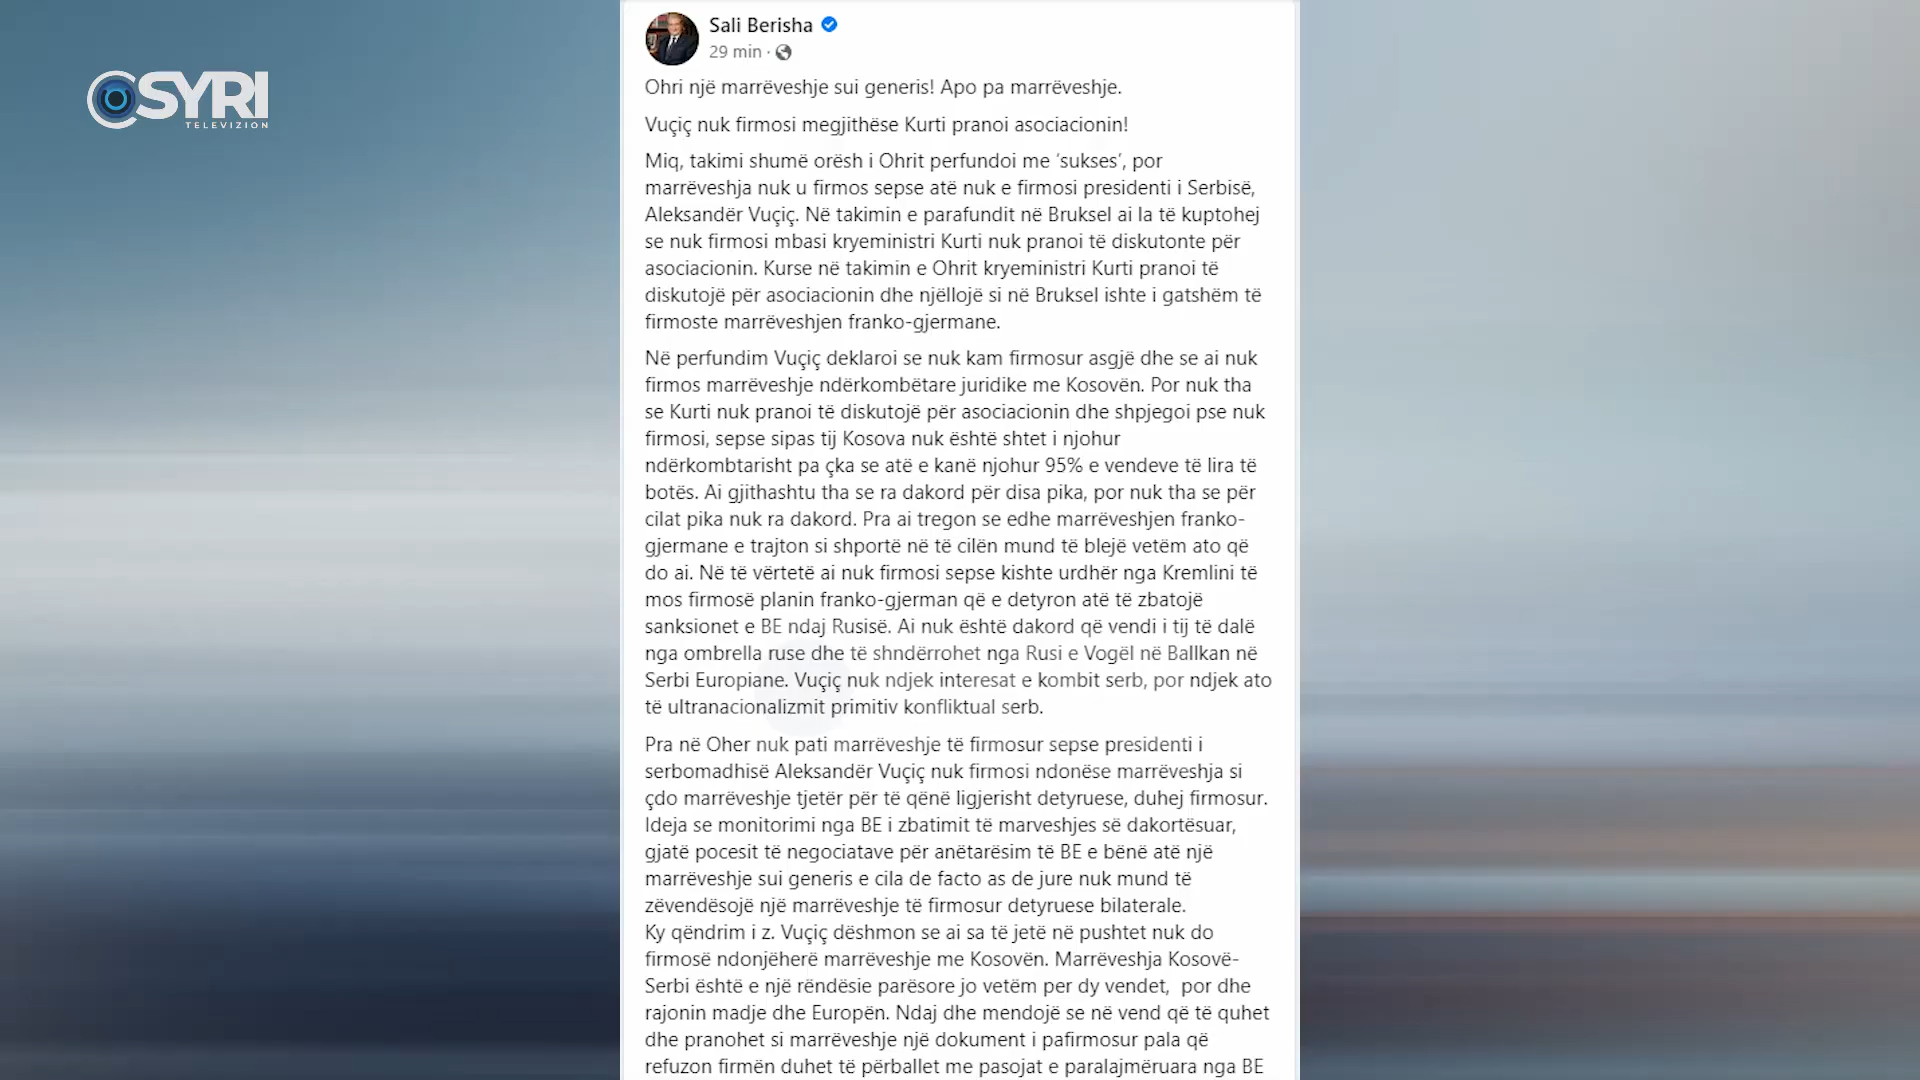 SYRI
TELEVIZION
Sali Berisha
29 min ·
Ohri një marrëveshje sui generis! Apo pa marrëveshje.
Vuçiç nuk firmosi megjithëse Kurti pranoi asociacionin!
Miq, takimi shumë orësh i Ohrit perfundoi me ‘sukses’, por
marrëveshja nuk u firmos sepse atë nuk e firmosi presidenti i Serbisë,
Aleksandër Vuçiç. Në takimin e parafundit në Bruksel ai la të kuptohej
se nuk firmosi mbasi kryeministri Kurti nuk pranoi të diskutonte për
asociacionin. Kurse në takimin e Ohrit kryeministri Kurti pranoi të
diskutojë për asociacionin dhe njëllojë si në Bruksel ishte i gatshëm të
firmoste marrëveshjen franko-gjermane.
Në perfundim Vuçiç deklaroi se nuk kam firmosur asgjë dhe se ai nuk
firmos marrëveshje ndërkombëtare juridike me Kosovën. Por nuk tha
se Kurti nuk pranoi të diskutojë për asociacionin dhe shpjegoi pse nuk
firmosi, sepse sipas tij Kosova nuk është shtet i njohur
ndërkombtarisht pa çka se atë e kanë njohur 95% e vendeve të lira të
botës. Ai gjithashtu tha se ra dakord për disa pika, por nuk tha se për
cilat pika nuk ra dakord. Pra ai tregon se edhe marrëveshjen franko-
gjermane e trajton si shportë në të cilën mund të blejë vetëm ato që
do ai. Në të vërtetë ai nuk firmosi sepse kishte urdhër nga Kremlini të
mos firmosë planin franko-gjerman që e detyron atë të zbatojë
sanksionet e BE ndaj Rusisë. Ai nuk është dakord që vendi i tij të dalë
nga ombrella ruse dhe të shndërrohet nga Rusi e Vogël në Ballkan në
Serbi Europiane. Vuçiç nuk ndjek interesat e kombit serb, por ndjek ato
të ultranacionalizmit primitiv konfliktual serb.
Pra në Oher nuk pati marrëveshje të firmosur sepse presidenti i
serbomadhisë Aleksandër Vuçiç nuk firmosi ndonëse marrëveshja si
çdo marrëveshje tjetër për të qënë ligjerisht detyruese, duhej firmosur.
Ideja se monitorimi nga BE i zbatimit të marveshjes së dakortësuar,
gjatë pocesit të negociatave për anëtarësim të BE e bënë atë një
marrëveshje sui generis e cila de facto as de jure nuk mund të
zëvendësojë një marrëveshje të firmosur detyruese bilaterale.
Ky qëndrim i z. Vuçiç dëshmon se ai sa të jetë në pushtet nuk do
firmosë ndonjëherë marrëveshje me Kosovën. Marrëveshja Kosovë-
Serbi është e një rëndësie parësore jo vetëm per dy vendet,  por dhe
rajonin madje dhe Europën. Ndaj dhe mendojë se në vend që të quhet
dhe pranohet si marrëveshje një dokument i pafirmosur pala që
refuzon firmën duhet të përballet me pasojat e paralajmëruara nga BE